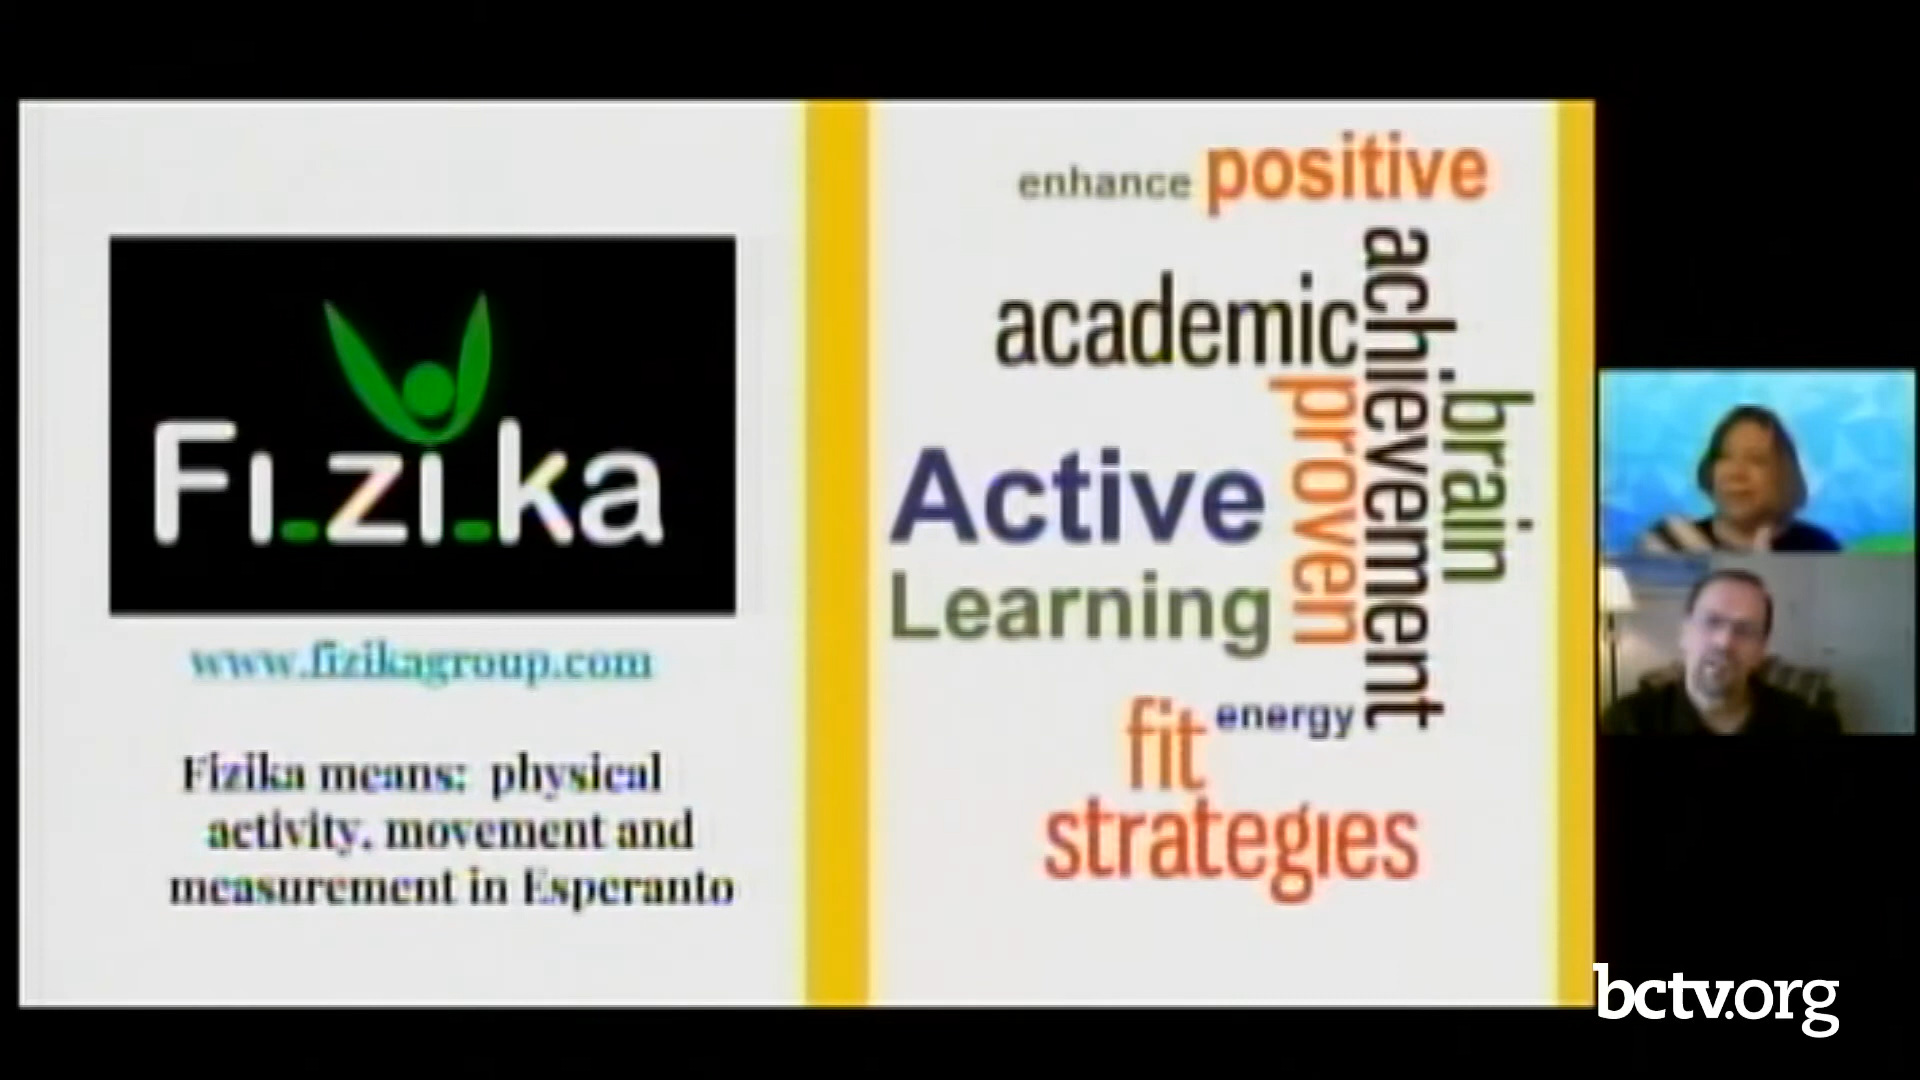 Fi-zi-ka
www.fizikagroup.com
Fizika means: physical
activity, movement and
measurement in Esperanto
enhance positive
academic
achievement
proven
brain
Active
Learning
fit energy
strategies
bctv.org